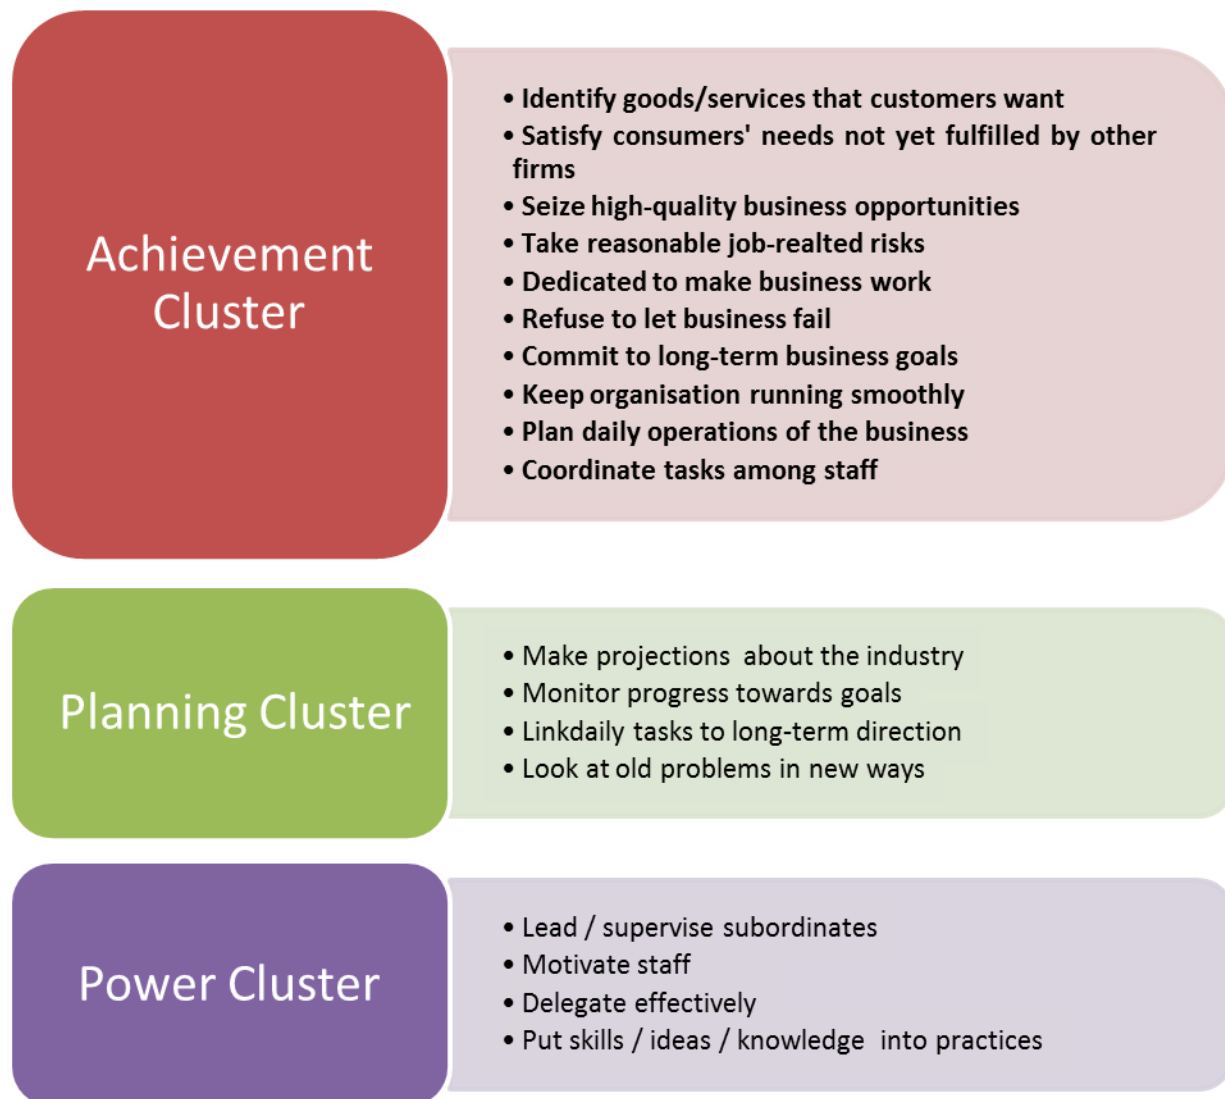 Achievement
Cluster
• Identify goods/services that customers want
• Satisfy consumers' needs not yet fulfilled by other
firms
• Seize high-quality business opportunities
• Take reasonable job-realted risks
• Dedicated to make business work
• Refuse to let business fail
• Commit to long-term business goals
• Keep organisation running smoothly
• Plan daily operations of the business
• Coordinate tasks among staff
Planning Cluster
• Make projections about the industry
• Monitor progress towards goals
• Linkdaily tasks to long-term direction
• Look at old problems in new ways
Power Cluster
• Lead / supervise subordinates
• Motivate staff
• Delegate effectively
• Put skills / ideas / knowledge into practices